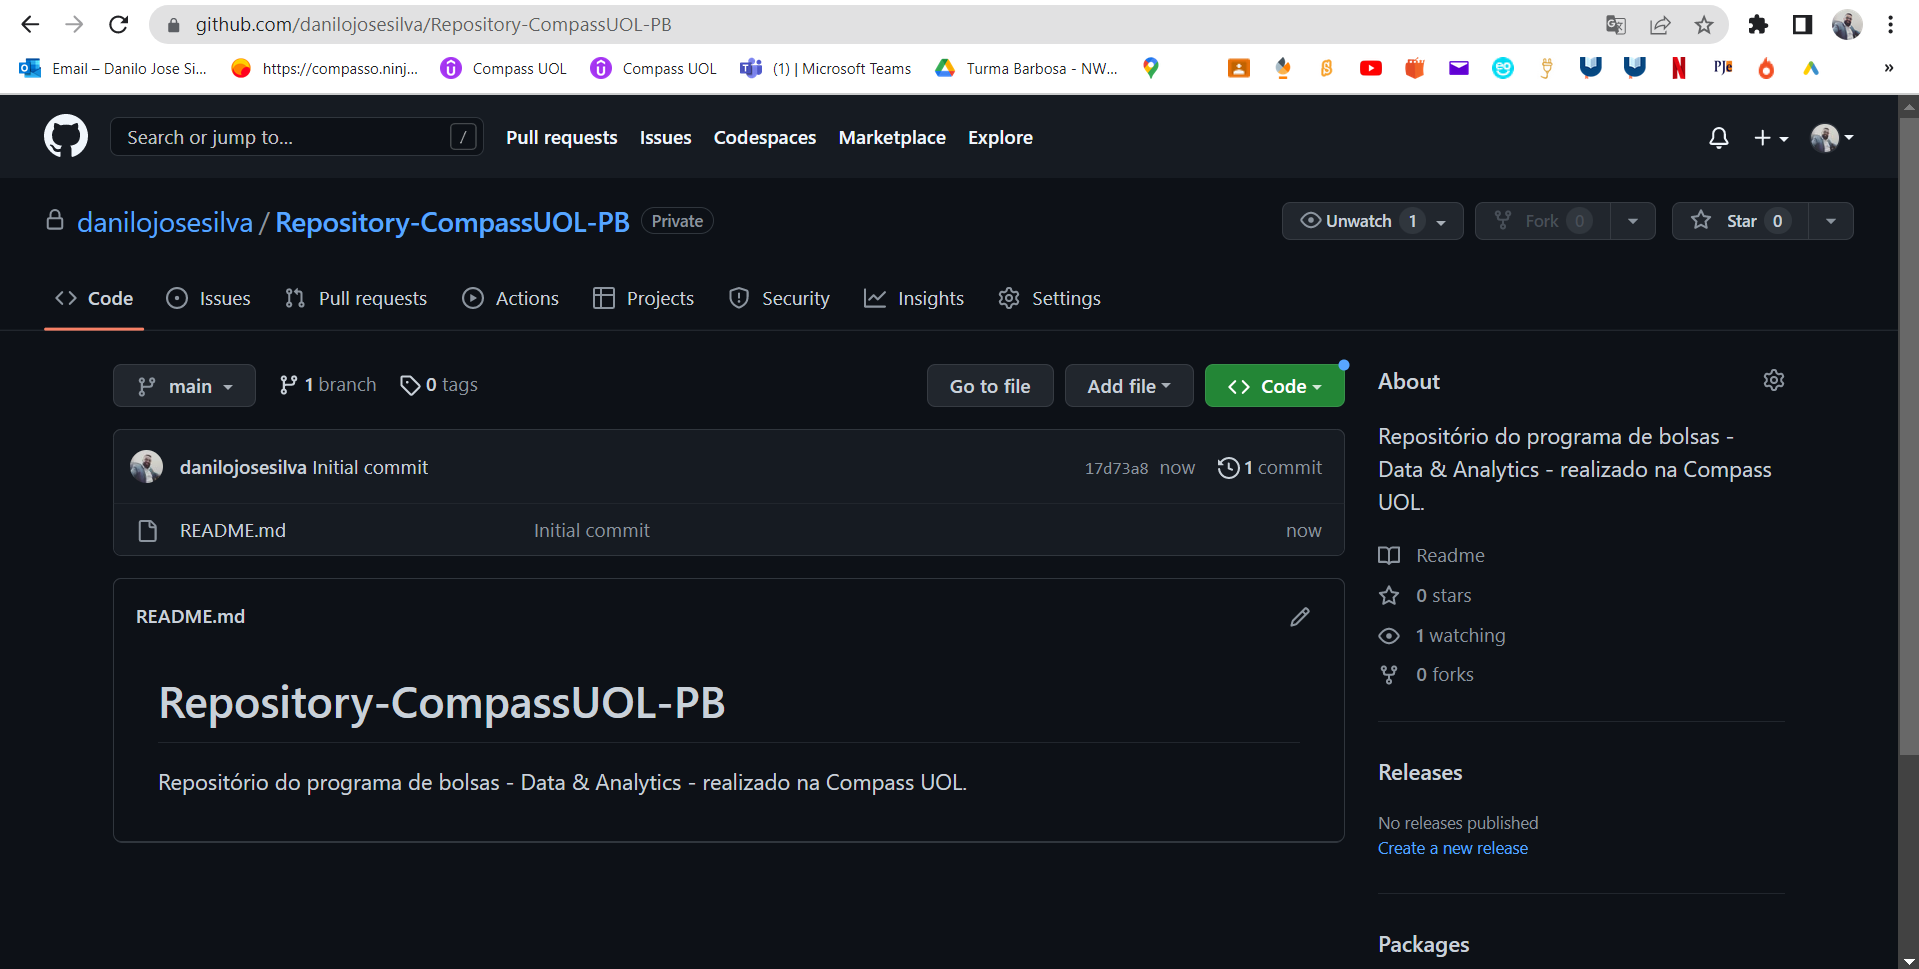 github.com/danilojosesilva/Repository-CompassUOL-PB
Email – Danilo Jose Si... https://compasso.ninj... Compass UOL Compass UOL (1) | Microsoft Teams Turma Barbosa - NW... PJe »
Search or jump to... / Pull requests Issues Codespaces Marketplace Explore
danilojosesilva / Repository-CompassUOL-PB Private Unwatch 1 Fork 0 Star 0
Code Issues Pull requests Actions Projects Security Insights Settings
main 1 branch 0 tags Go to file Add file Code
danilojosesilva Initial commit 17d73a8 now 1 commit
README.md Initial commit now
README.md
Repository-CompassUOL-PB
Repositório do programa de bolsas - Data & Analytics - realizado na Compass UOL.
About
Repositório do programa de bolsas -
Data & Analytics - realizado na Compass
UOL.
Readme
0 stars
1 watching
0 forks
Releases
No releases published
Create a new release
Packages